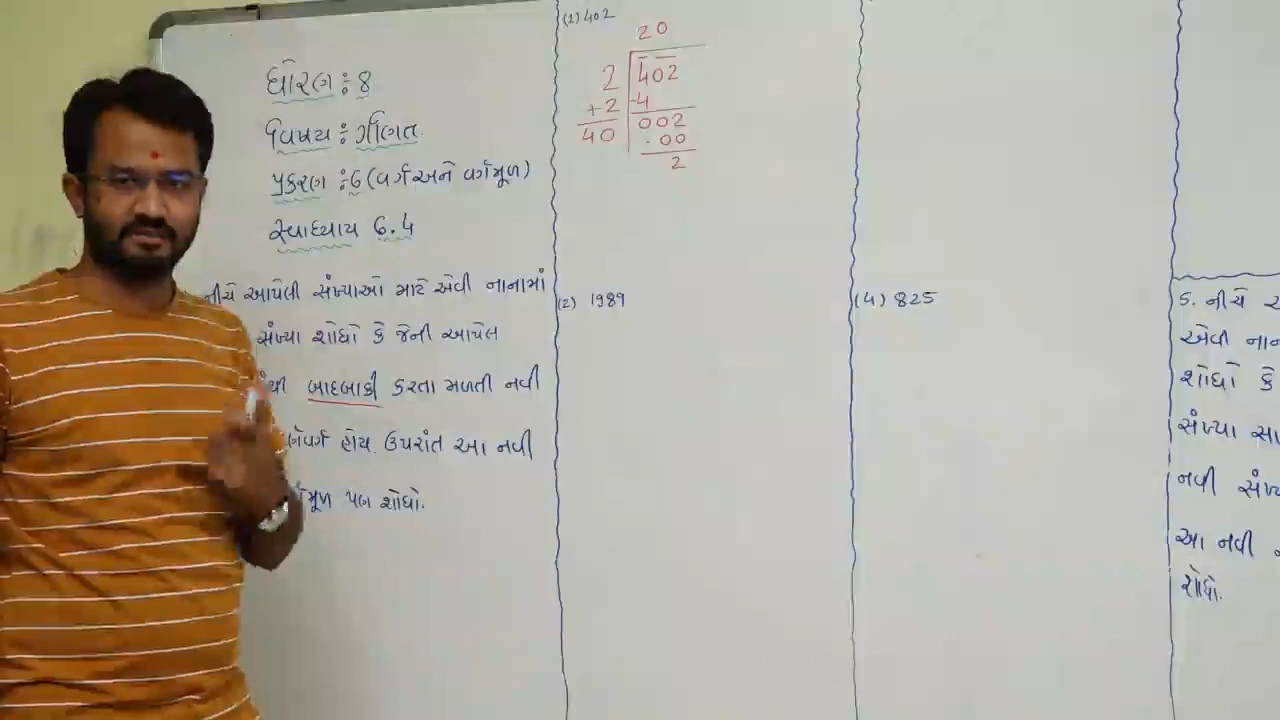 ધોરણ : 8
વિષય : ગણિત.
પ્રકરણ : 6 (વર્ગ અને વર્ગમૂળ)
સ્વાધ્યાય 6.4
નીચે આપેલી સંખ્યાઓ માટે એવી નાનામાં
સંખ્યા શોધો કે જેની આપેલ
બાદબાકી કરતા મળતી નવી
હોય. ઉપરાંત આ નવી
પણ શોધો.
(1) 402
20
2 402
+2 -4
40 002
- 00
2
(2) 1989
(4) 825
5. નીચે
એવી
શોધો કે
સંખ્યા
નવી
આ નવી
શોધો.